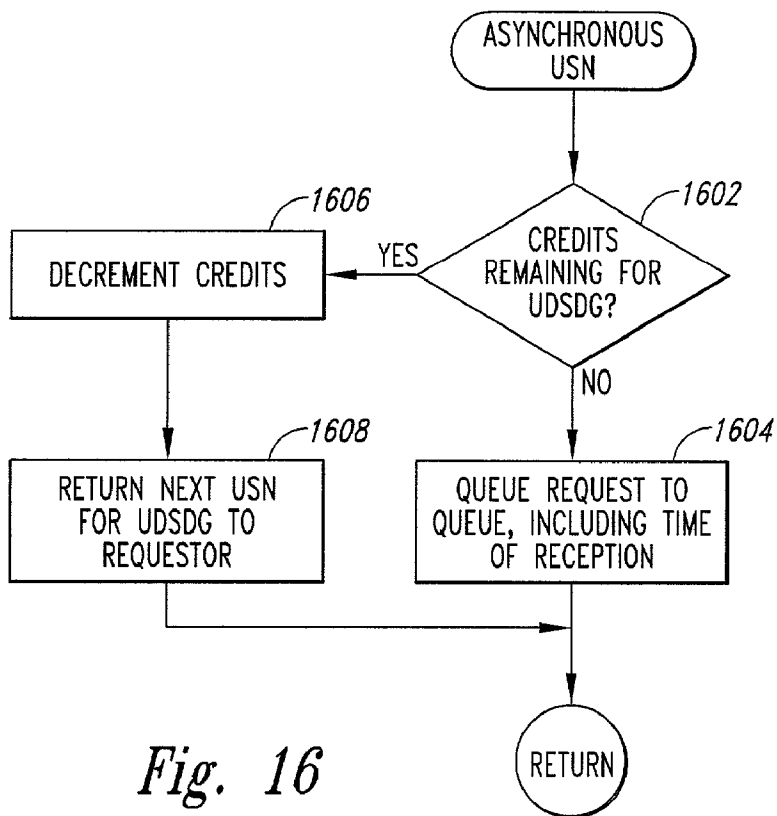 ASYNCHRONOUS
USN
1602
CREDITS
REMAINING FOR
UDSDG?
YES
NO
1606
DECREMENT CREDITS
1608
RETURN NEXT USN
FOR UDSDG TO
REQUESTOR
1604
QUEUE REQUEST TO
QUEUE, INCLUDING TIME
OF RECEPTION
RETURN
Fig. 16